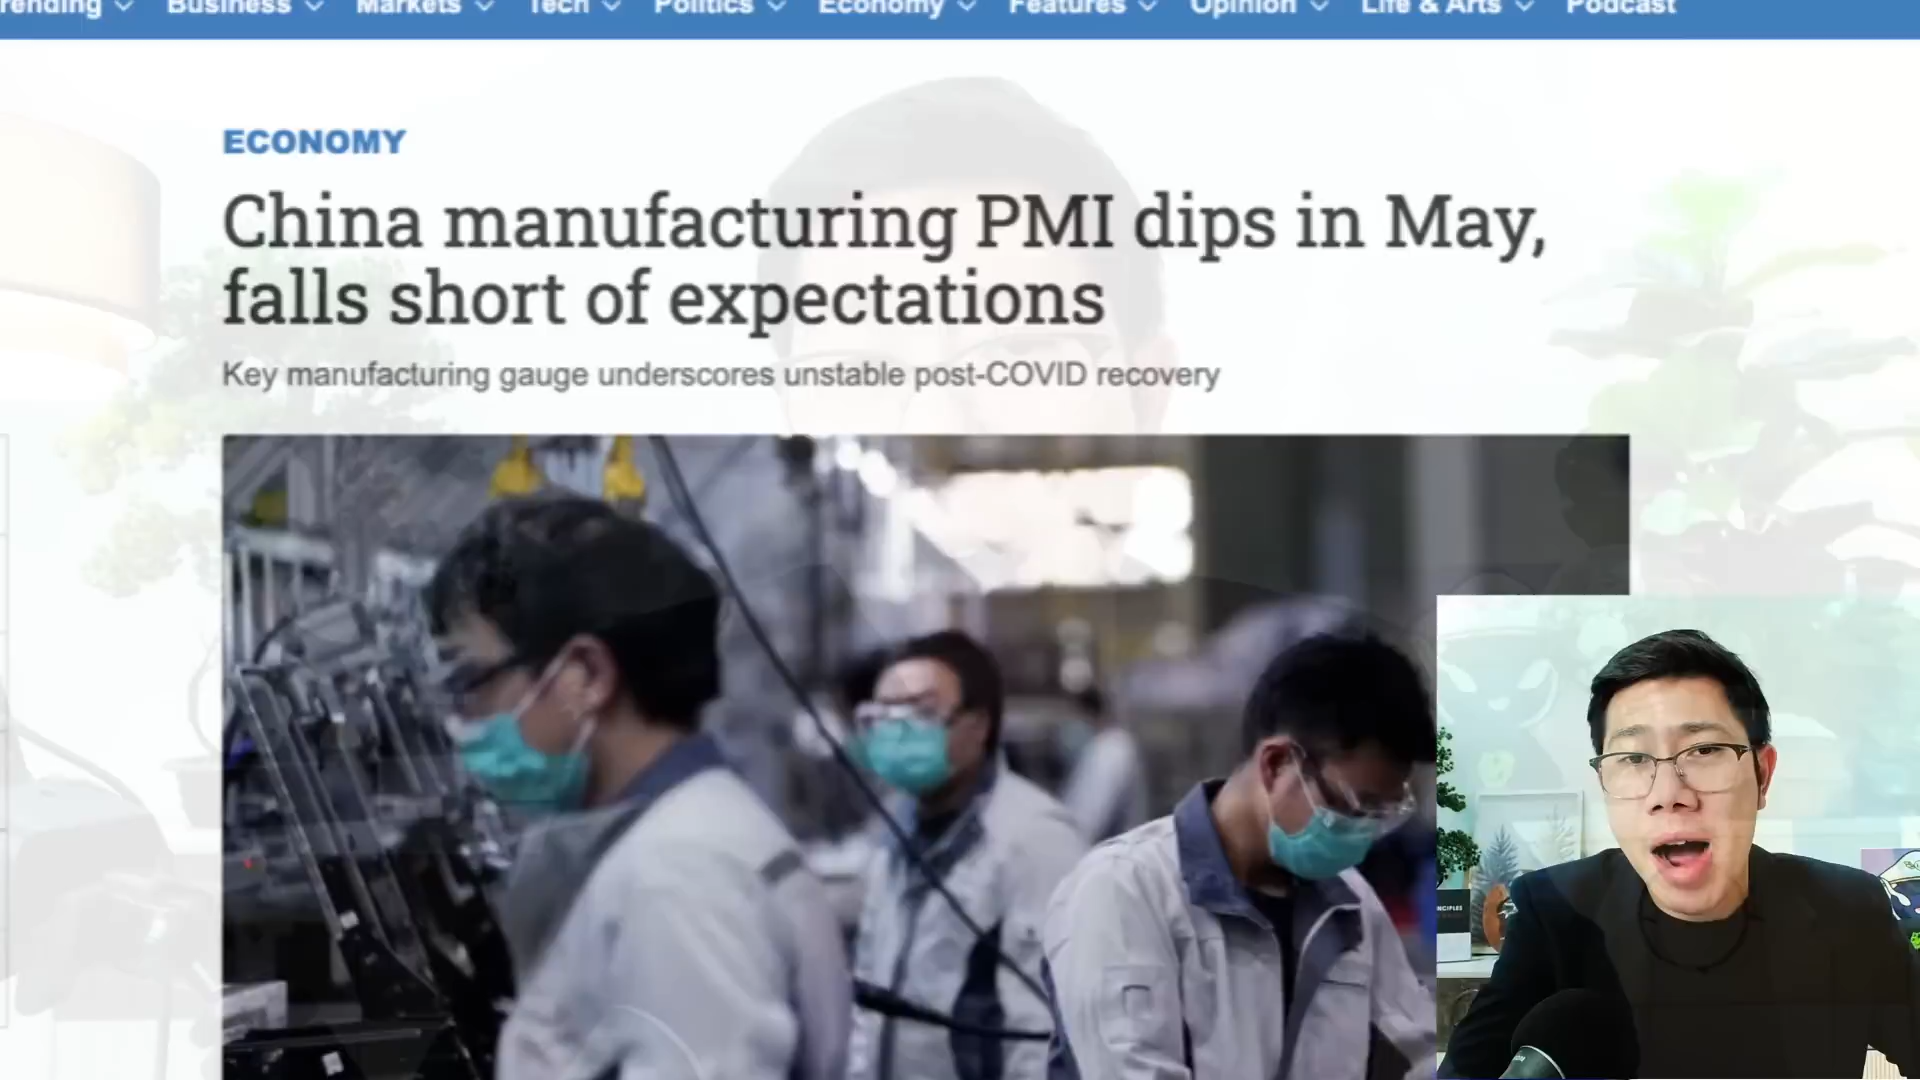 Business
Markets
Tech
Politics
Economy
Features
Opinion
Life & Arts
Podcast
ECONOMY
China manufacturing PMI dips in May,
falls short of expectations
Key manufacturing gauge underscores unstable post-COVID recovery